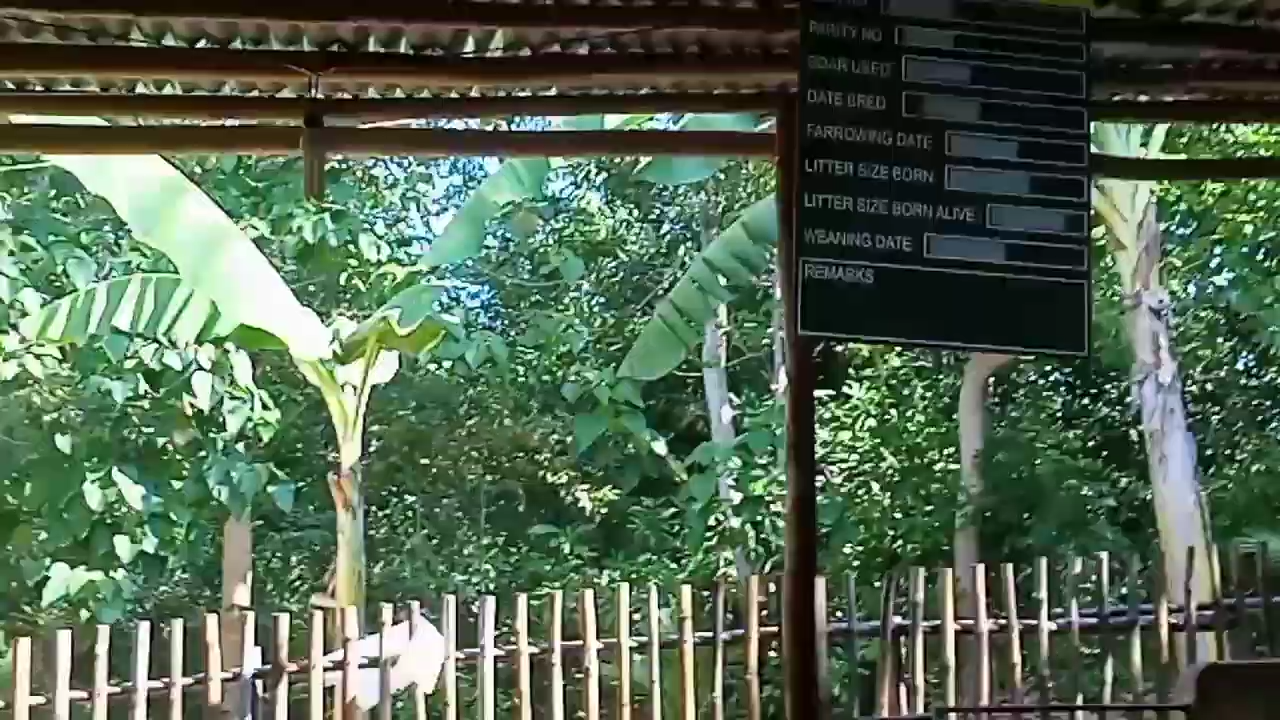 PARITY NO
BOAR USED
DATE BRED
FARROWING DATE
LITTER SIZE BORN
LITTER SIZE BORN ALIVE
WEANING DATE
REMARKS